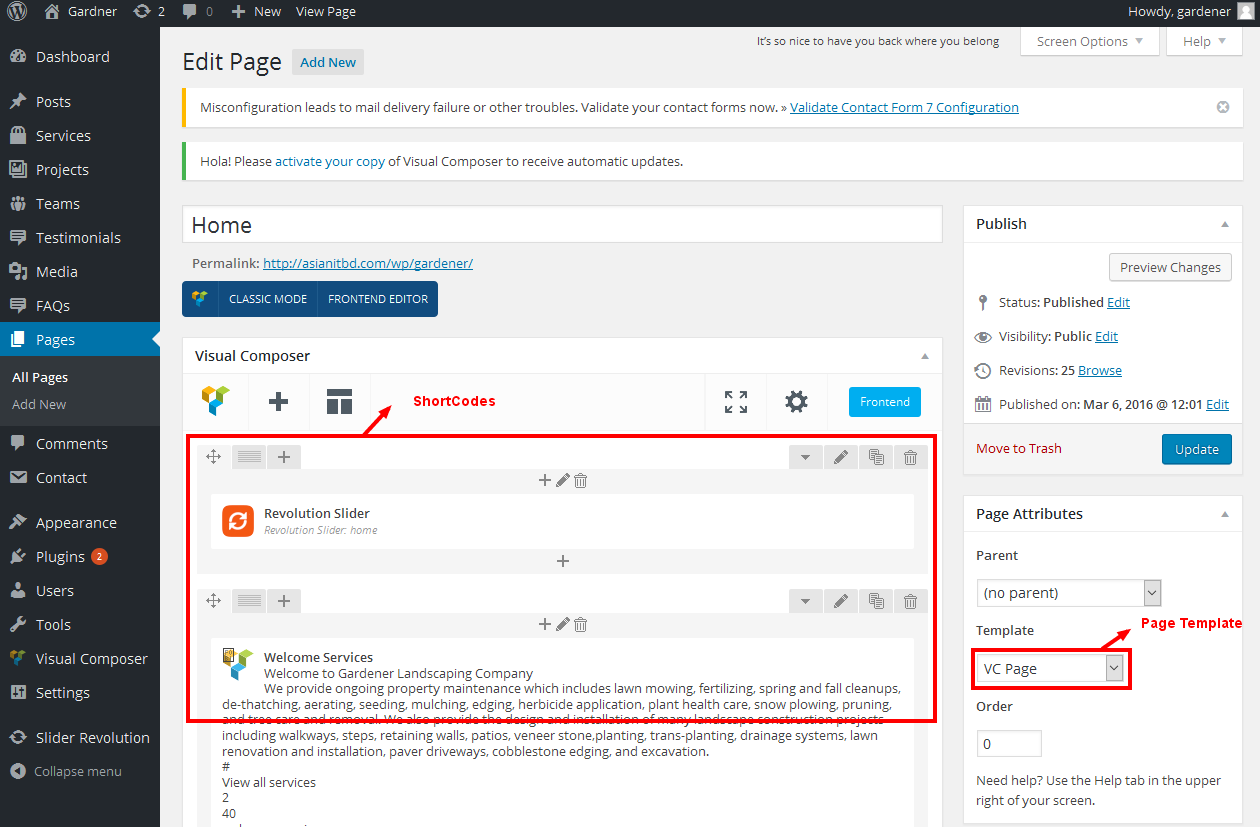 Gardner 2 0 New View Page Howdy, gardener
Dashboard
Posts
Services
Projects
Teams
Testimonials
Media
FAQs
Pages
All Pages
Add New
Comments
Contact
Appearance
Plugins 2
Users
Tools
Visual Composer
Settings
Slider Revolution
Collapse menu
It's so nice to have you back where you belong
Screen Options
Help
Edit Page Add New
Misconfiguration leads to mail delivery failure or other troubles. Validate your contact forms now. » Validate Contact Form 7 Configuration
Hola! Please activate your copy of Visual Composer to receive automatic updates.
Home
Permalink: http://asianitbd.com/wp/gardener/
CLASSIC MODE FRONTEND EDITOR
Visual Composer
ShortCodes
Frontend
Revolution Slider
Revolution Slider: home
Welcome Services
Welcome to Gardener Landscaping Company
We provide ongoing property maintenance which includes lawn mowing, fertilizing, spring and fall cleanups,
de-thatching, aerating, seeding, mulching, edging, herbicide application, plant health care, snow plowing, pruning,
and tree care and removal. We also provide the design and installation of many landscape construction projects
including walkways, steps, retaining walls, patios, veneer stone,planting, trans-planting, drainage systems, lawn
renovation and installation, paver driveways, cobblestone edging, and excavation.
#
View all services
2
40
Publish
Preview Changes
Status: Published Edit
Visibility: Public Edit
Revisions: 25 Browse
Published on: Mar 6, 2016 @ 12:01 Edit
Move to Trash
Update
Page Attributes
Parent
(no parent)
Page Template
Template
VC Page
Order
0
Need help? Use the Help tab in the upper
right of your screen.